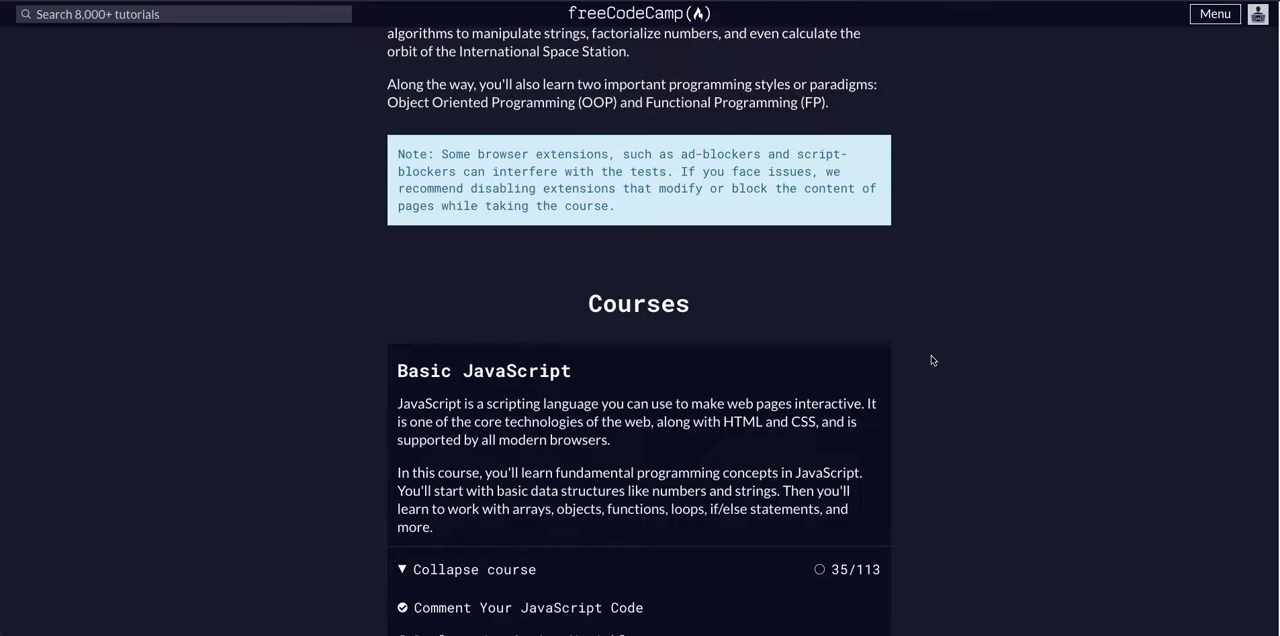 Search 8,000+ tutorials
freeCodeCamp
Menu
algorithms to manipulate strings, factorialize numbers, and even calculate the
orbit of the International Space Station.
Along the way, you'll also learn two important programming styles or paradigms:
Object Oriented Programming (OOP) and Functional Programming (FP).
Note: Some browser extensions, such as ad-blockers and script-
blockers can interfere with the tests. If you face issues, we
recommend disabling extensions that modify or block the content of
pages while taking the course.
Courses
Basic JavaScript
JavaScript is a scripting language you can use to make web pages interactive. It
is one of the core technologies of the web, along with HTML and CSS, and is
supported by all modern browsers.
In this course, you'll learn fundamental programming concepts in JavaScript.
You'll start with basic data structures like numbers and strings. Then you'll
learn to work with arrays, objects, functions, loops, if/else statements, and
more.
Collapse course 35/113
Comment Your JavaScript Code